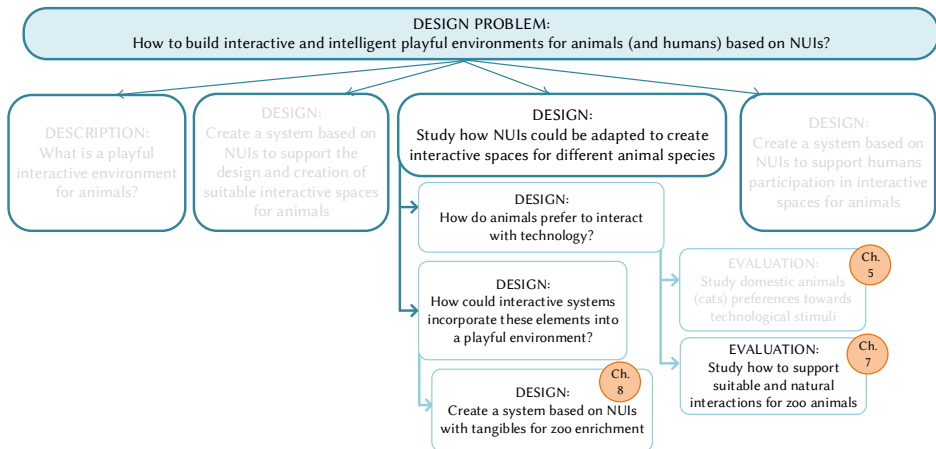 DESIGN PROBLEM:
How to build interactive and intelligent playful environments for animals (and humans) based on NUIs?
DESCRIPTION:
What is a playful
interactive environment
for animals?
DESIGN:
Create a system based on
NUIs to support the
design and creation of
suitable interactive spaces
for animals
DESIGN:
Study how NUIs could be adapted to create
interactive spaces for different animal species
DESIGN:
Create a system based on
NUIs to support humans
participation in interactive
spaces for animals
DESIGN:
How do animals prefer to interact
with technology?
EVALUATION:
Study domestic animals
(cats) preferences towards
technological stimuli
Ch.
5
DESIGN:
How could interactive systems
incorporate these elements into
a playful environment?
EVALUATION:
Study how to support
suitable and natural
interactions for zoo animals
Ch.
7
DESIGN:
Create a system based on NUIs
with tangibles for zoo enrichment
Ch.
8